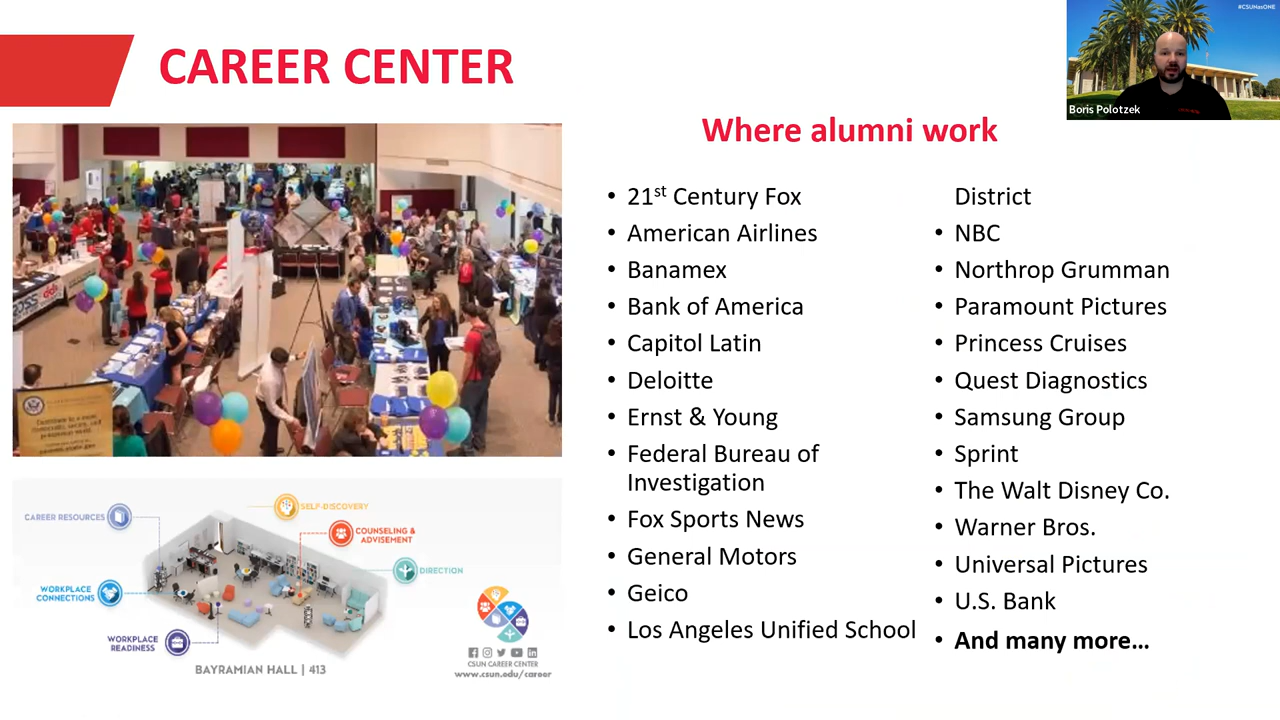 CAREER CENTER
#CSUNasONE
Boris Polotzek
Where alumni work
• 21st Century Fox
• American Airlines
• Banamex
• Bank of America
• Capitol Latin
• Deloitte
• Ernst & Young
• Federal Bureau of
Investigation
• Fox Sports News
• General Motors
• Geico
• Los Angeles Unified School
District
• NBC
• Northrop Grumman
• Paramount Pictures
• Princess Cruises
• Quest Diagnostics
• Samsung Group
• Sprint
• The Walt Disney Co.
• Warner Bros.
• Universal Pictures
• U.S. Bank
• And many more...
SELF-DISCOVERY
CAREER RESOURCES
COUNSELING &
ADVISEMENT
DIRECTION
WORKPLACE
CONNECTIONS
WORKPLACE
READINESS
BAYRAMIAN HALL | 413
CSUN CAREER CENTER
www.csun.edu/career